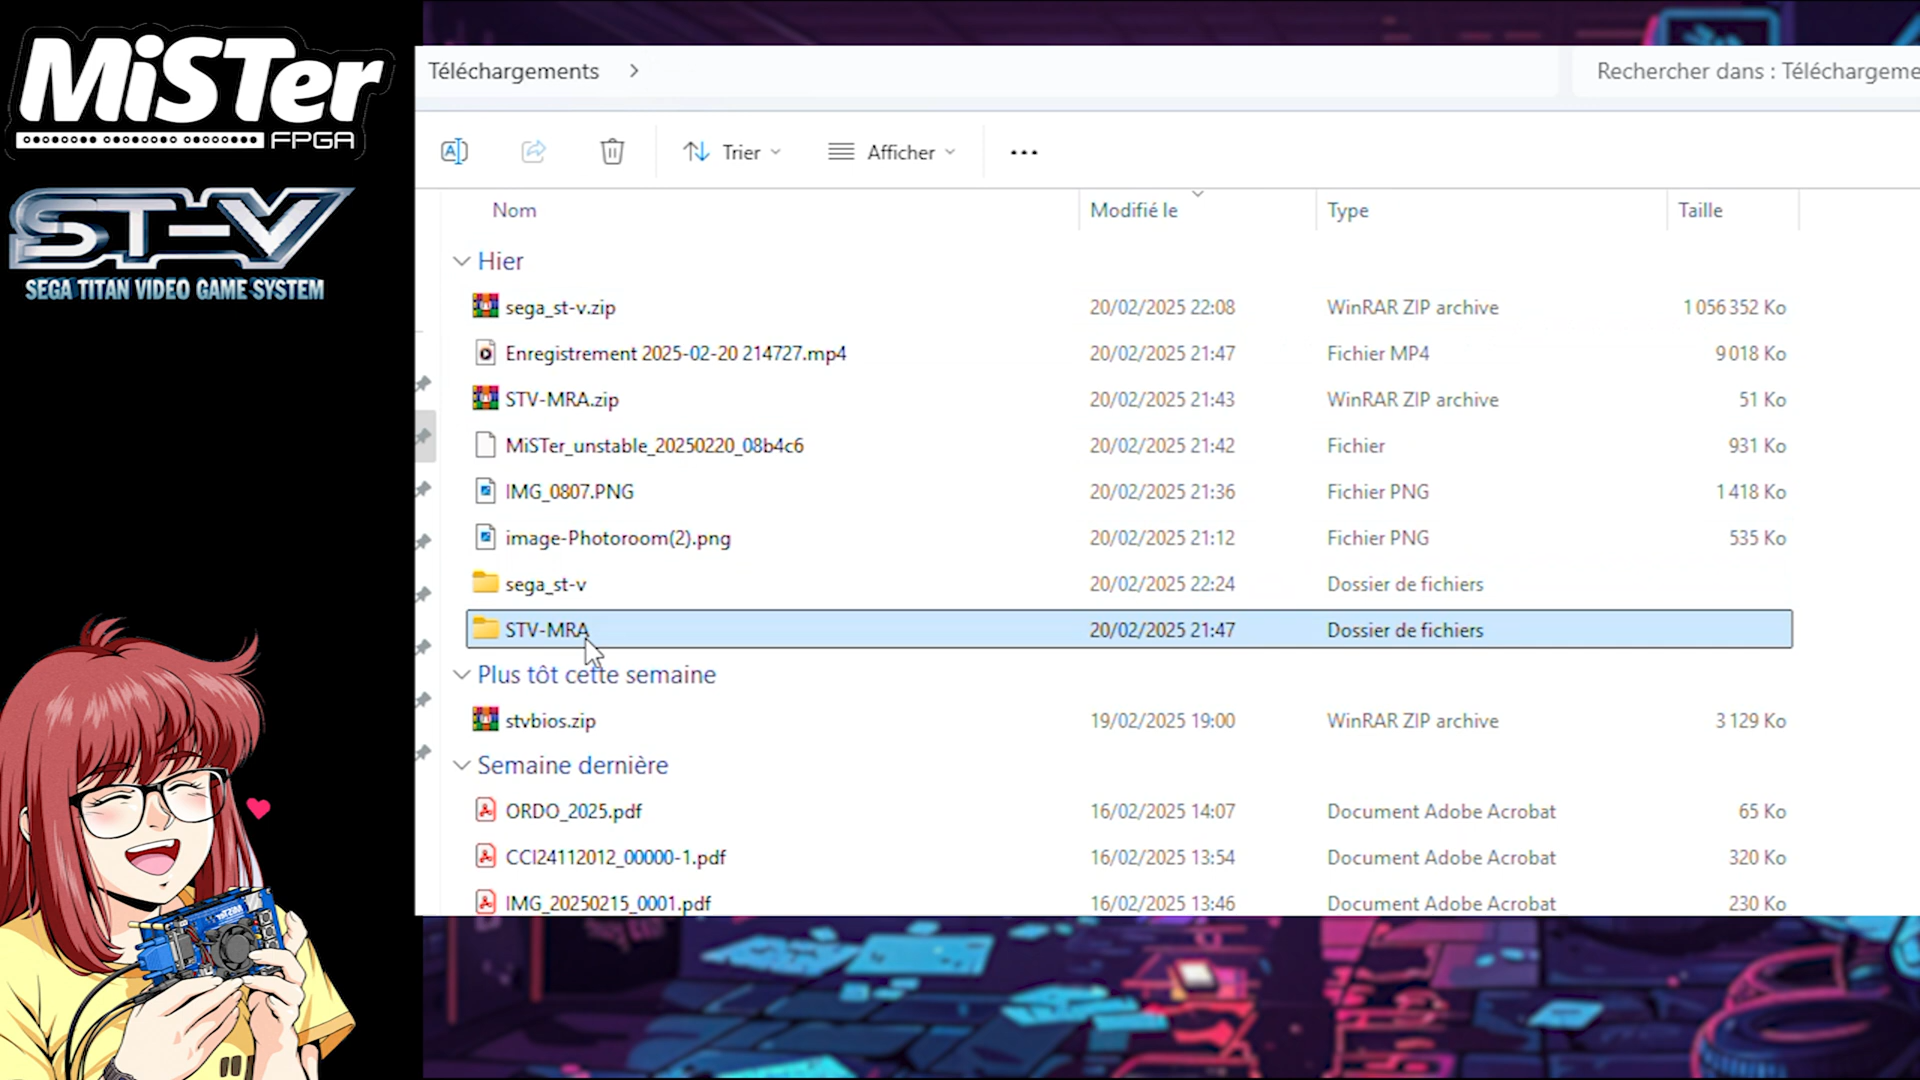 MiSTer
FPGA
ST-V
SEGA TITAN VIDEO GAME SYSTEM
Téléchargements
Rechercher dans : Téléchargeme
Trier
Afficher
Nom Modifié le Type Taille
Hier
sega_st-v.zip 20/02/2025 22:08 WinRAR ZIP archive 1 056 352 Ko
Enregistrement 2025-02-20 214727.mp4 20/02/2025 21:47 Fichier MP4 9 018 Ko
STV-MRA.zip 20/02/2025 21:43 WinRAR ZIP archive 51 Ko
MiSTer_unstable_20250220_08b4c6 20/02/2025 21:42 Fichier 931 Ko
IMG_0807.PNG 20/02/2025 21:36 Fichier PNG 1 418 Ko
image-Photoroom(2).png 20/02/2025 21:12 Fichier PNG 535 Ko
sega_st-v 20/02/2025 22:24 Dossier de fichiers
STV-MRA 20/02/2025 21:47 Dossier de fichiers
Plus tôt cette semaine
stvbios.zip 19/02/2025 19:00 WinRAR ZIP archive 3 129 Ko
Semaine dernière
ORDO_2025.pdf 16/02/2025 14:07 Document Adobe Acrobat 65 Ko
CCI24112012_00000-1.pdf 16/02/2025 13:54 Document Adobe Acrobat 320 Ko
IMG_20250215_0001.pdf 16/02/2025 13:46 Document Adobe Acrobat 230 Ko